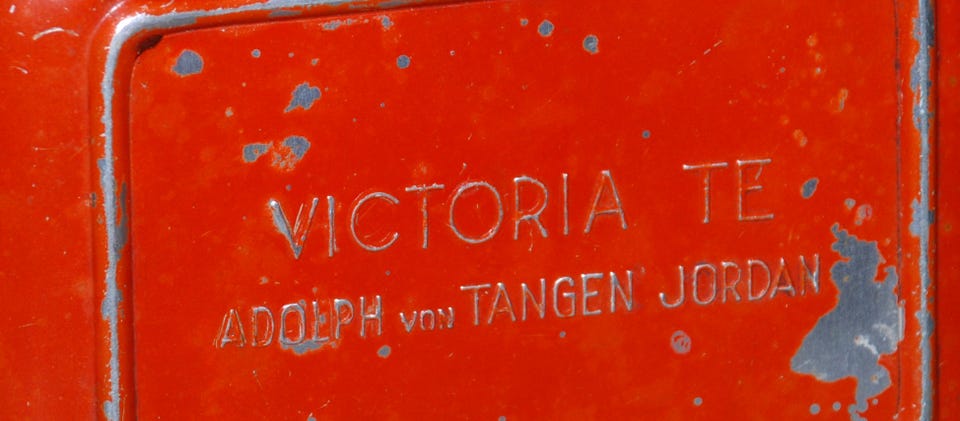 VICTORIA TE
ADOLPH von TANGEN JORDAN